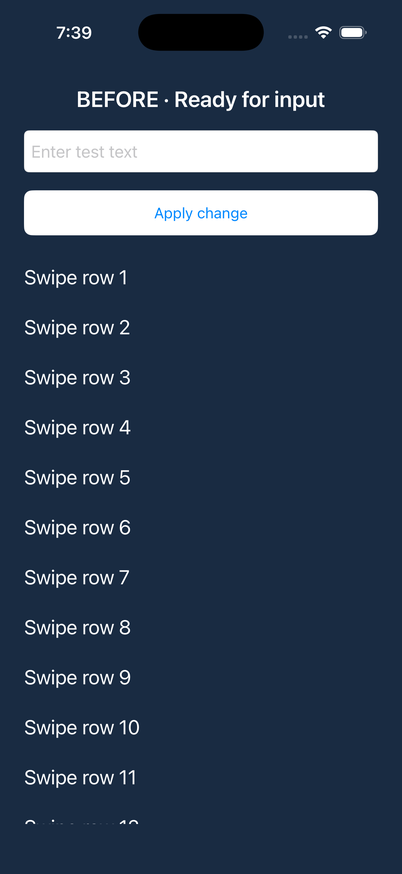 7:39
BEFORE · Ready for input
Enter test text
Apply change
Swipe row 1
Swipe row 2
Swipe row 3
Swipe row 4
Swipe row 5
Swipe row 6
Swipe row 7
Swipe row 8
Swipe row 9
Swipe row 10
Swipe row 11